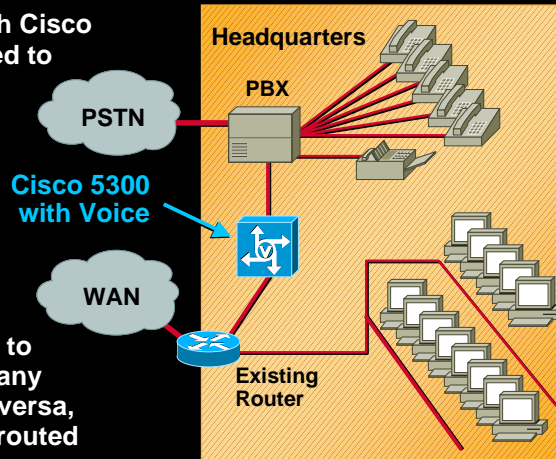 h Cisco
ed to
Headquarters
PBX
PSTN
Cisco 5300
with Voice
V
WAN
to
any
versa,
routed
Existing
Router